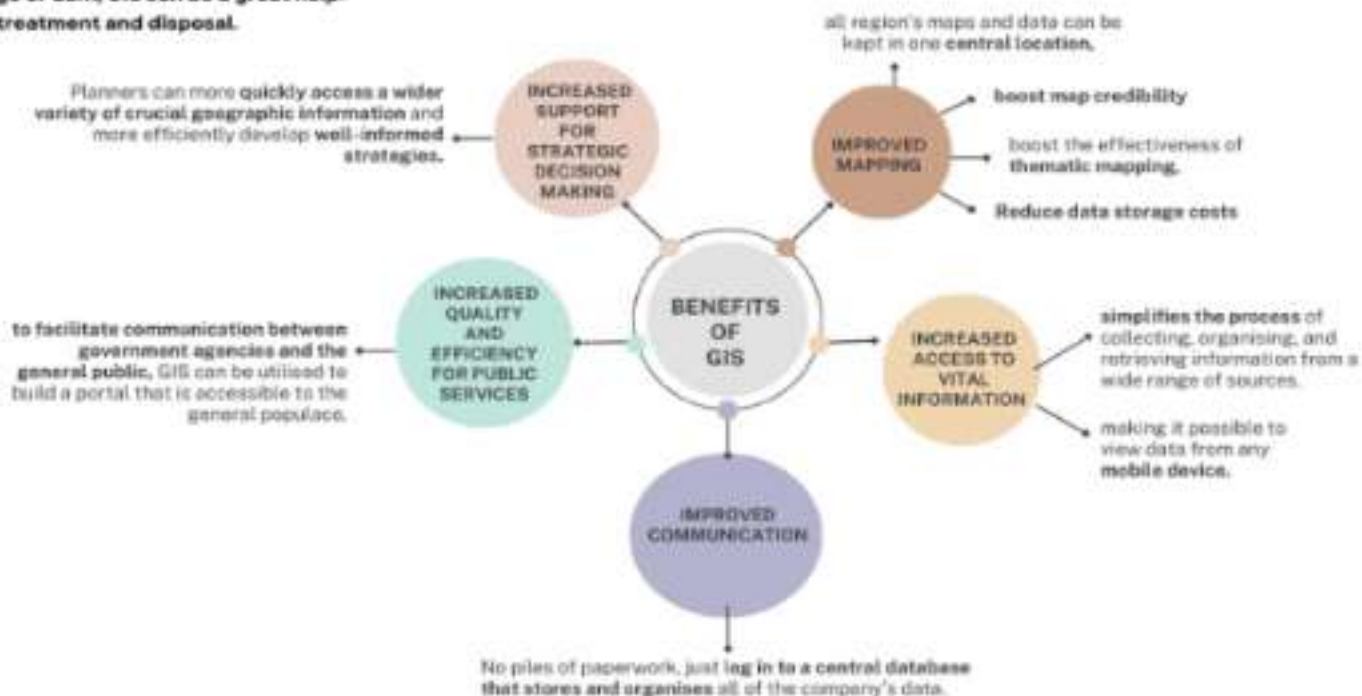 treatment and disposal.
all region's maps and data can be
kept in one central location,
boost map credibility
boost the effectiveness of
thematic mapping,
Reduce data storage costs
IMPROVED
MAPPING
Planners can more quickly access a wider
variety of crucial geographic information and
more efficiently develop well-informed
strategies.
INCREASED
SUPPORT
FOR
STRATEGIC
DECISION
MAKING
BENEFITS
OF
GIS
INCREASED
QUALITY
AND
EFFICIENCY
FOR PUBLIC
SERVICES
to facilitate communication between
government agencies and the
general public, GIS can be utilised to
build a portal that is accessible to the
general populace.
INCREASED
ACCESS TO
VITAL
INFORMATION
simplifies the process of
collecting, organising, and
retrieving information from a
wide range of sources.
making it possible to
view data from any
mobile device.
IMPROVED
COMMUNICATION
No piles of paperwork, just log in to a central database
that stores and organises all of the company's data.